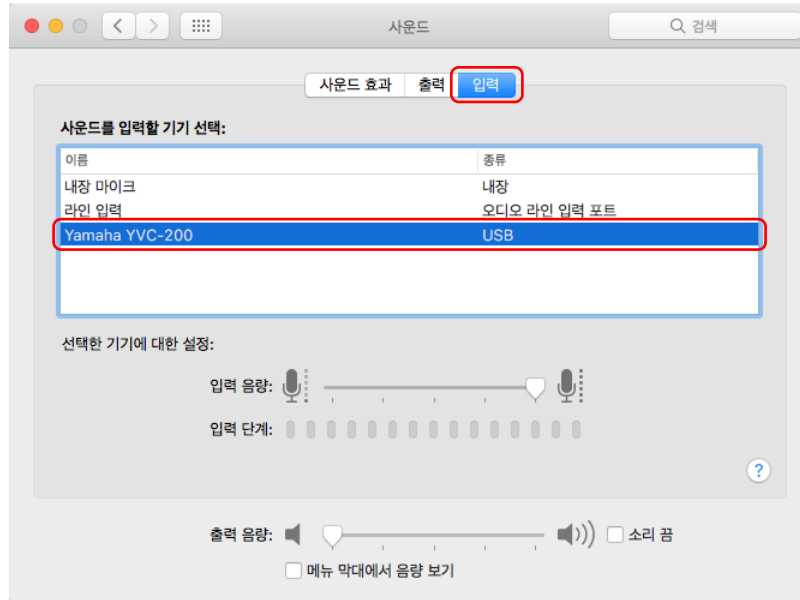 사운드
검색
사운드 효과 출력 입력
사운드를 입력할 기기 선택:
이름 종류
내장 마이크 내장
라인 입력 오디오 라인 입력 포트
Yamaha YVC-200 USB
선택한 기기에 대한 설정:
입력 음량:
입력 단계:
?
출력 음량: 소리 끔
메뉴 막대에서 음량 보기